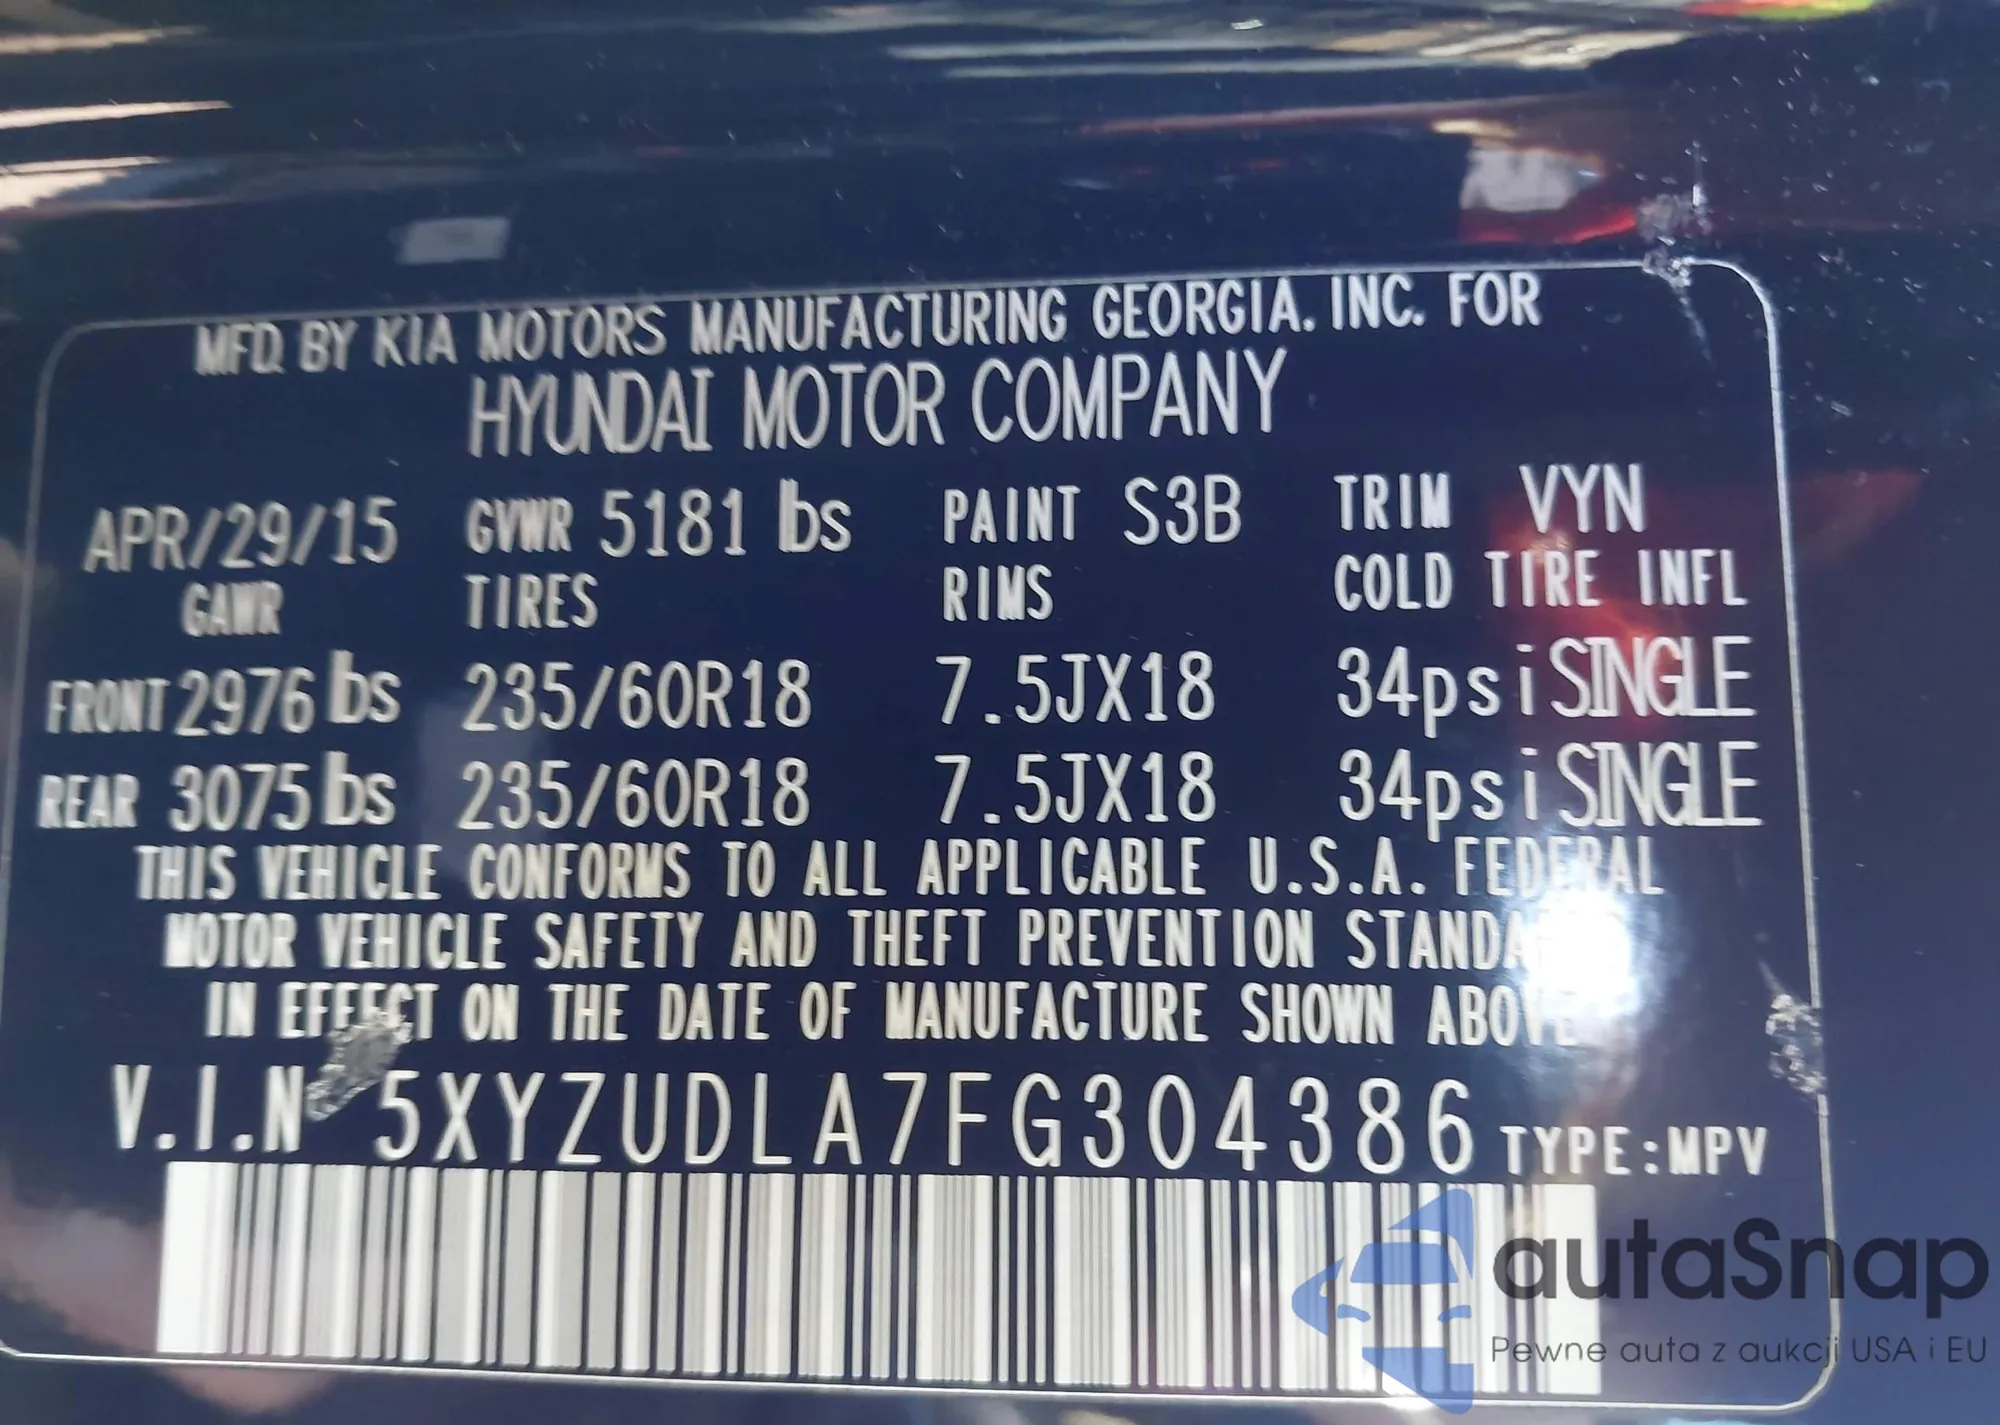 MFD BY KIA MOTORS MANUFACTURING GEORGIA. INC. FOR
HYUNDAI MOTOR COMPANY
APR/29/15 GVWR 5181 lbs PAINT S3B TRIM VYN
GAWR TIRES RIMS COLD TIRE INFL
FRONT 2976 lbs 235/60R18 7.5JX18 34psi SINGLE
REAR 3075 lbs 235/60R18 7.5JX18 34psi SINGLE
THIS VEHICLE CONFORMS TO ALL APPLICABLE U.S.A. FEDERAL
MOTOR VEHICLE SAFETY AND THEFT PREVENTION
IN EFFECT ON THE DATE OF MANUFACTURE SHOWN ABOVE
V.I.N 5XYZUDLA7FG304386 TYPE:MPV
autaSnap
Pewne auta z aukcji USA i EU